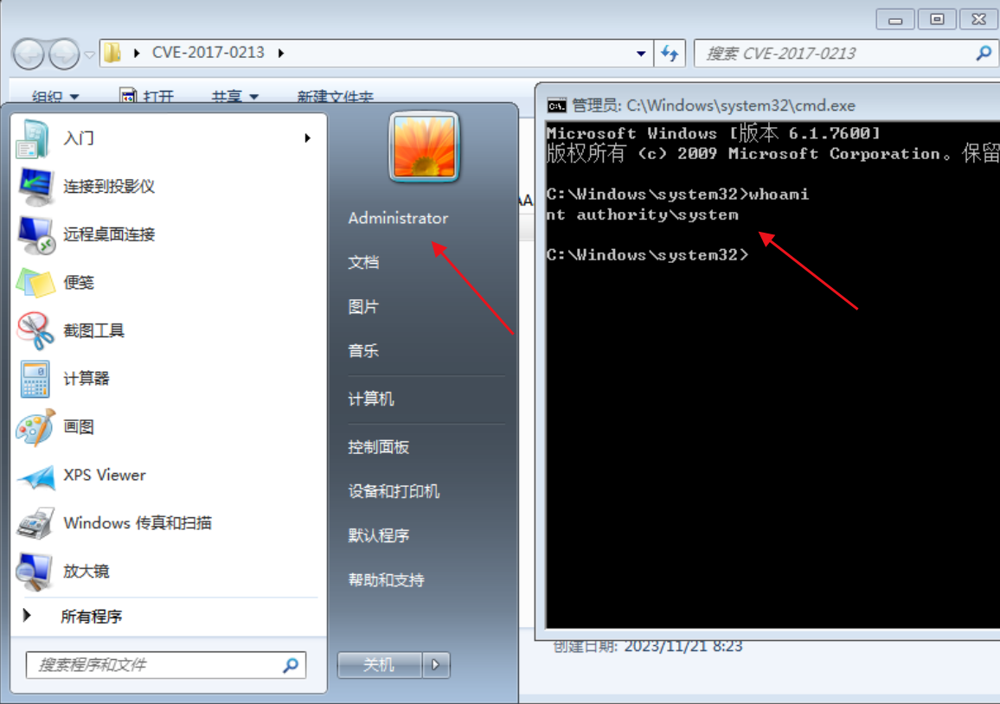 CVE-2017-0213
搜索 CVE-2017-0213
组织
打开
共享
新建文件夹
入门
连接到投影仪
远程桌面连接
便笺
截图工具
计算器
画图
XPS Viewer
Windows 传真和扫描
放大镜
所有程序
搜索程序和文件
Administrator
文档
图片
音乐
计算机
控制面板
设备和打印机
默认程序
帮助和支持
关机
管理员: C:\Windows\system32\cmd.exe
Microsoft Windows [版本 6.1.7600]
版权所有 (c) 2009 Microsoft Corporation。保留
C:\Windows\system32>whoami
nt authority\system
C:\Windows\system32>
创建日期: 2023/11/21 8:23